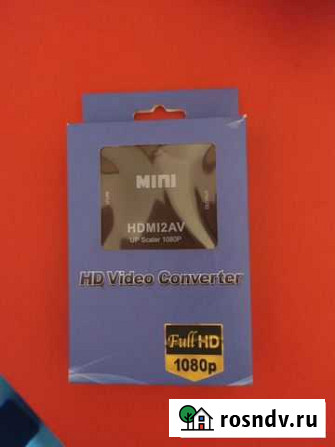 MINI
HDMI2AV
UP Scaler 1080P
HD Video Converter
Full HD
1080p
rosndv.ru